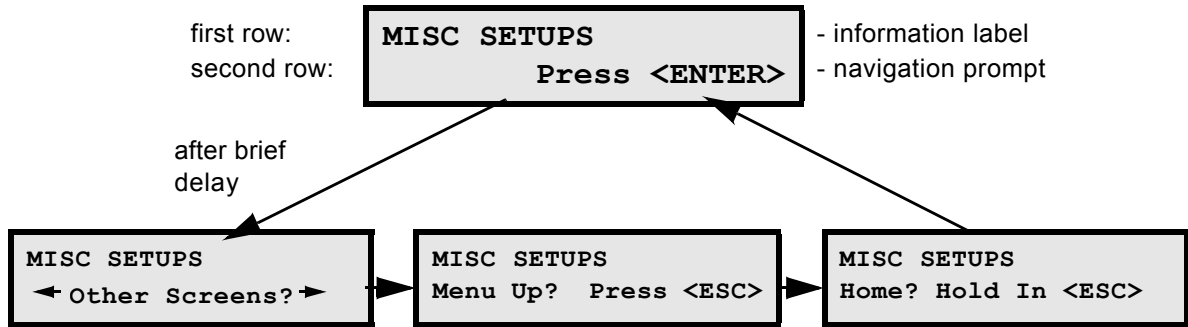 first row:
MISC SETUPS
- information label
second row:
Press <ENTER>
- navigation prompt
after brief
delay
MISC SETUPS
Other Screens?
MISC SETUPS
Menu Up? Press <ESC>
MISC SETUPS
Home? Hold In <ESC>